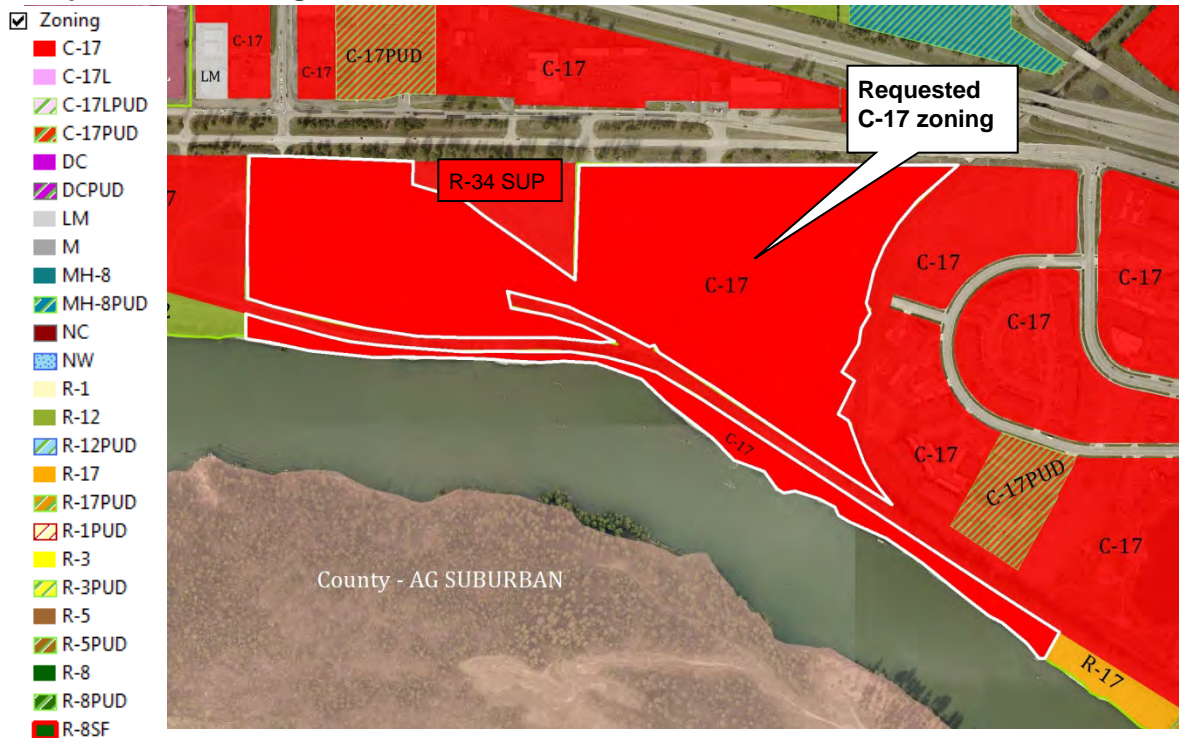 Zoning
C-17
C-17L
C-17LPUD
C-17PUD
DC
DCPUD
LM
M
MH-8
MH-8PUD
NC
NW
R-1
R-12
R-12PUD
R-17
R-17PUD
R-1PUD
R-3
R-3PUD
R-5
R-5PUD
R-8
R-8PUD
R-8SF
LM
C-17
C-17
C-17PUD
C-17
Requested
C-17 zoning
R-34 SUP
C-17
C-17
C-17
C-17
C-17
C-17
C-17PUD
C-17
County - AG SUBURBAN
R-17